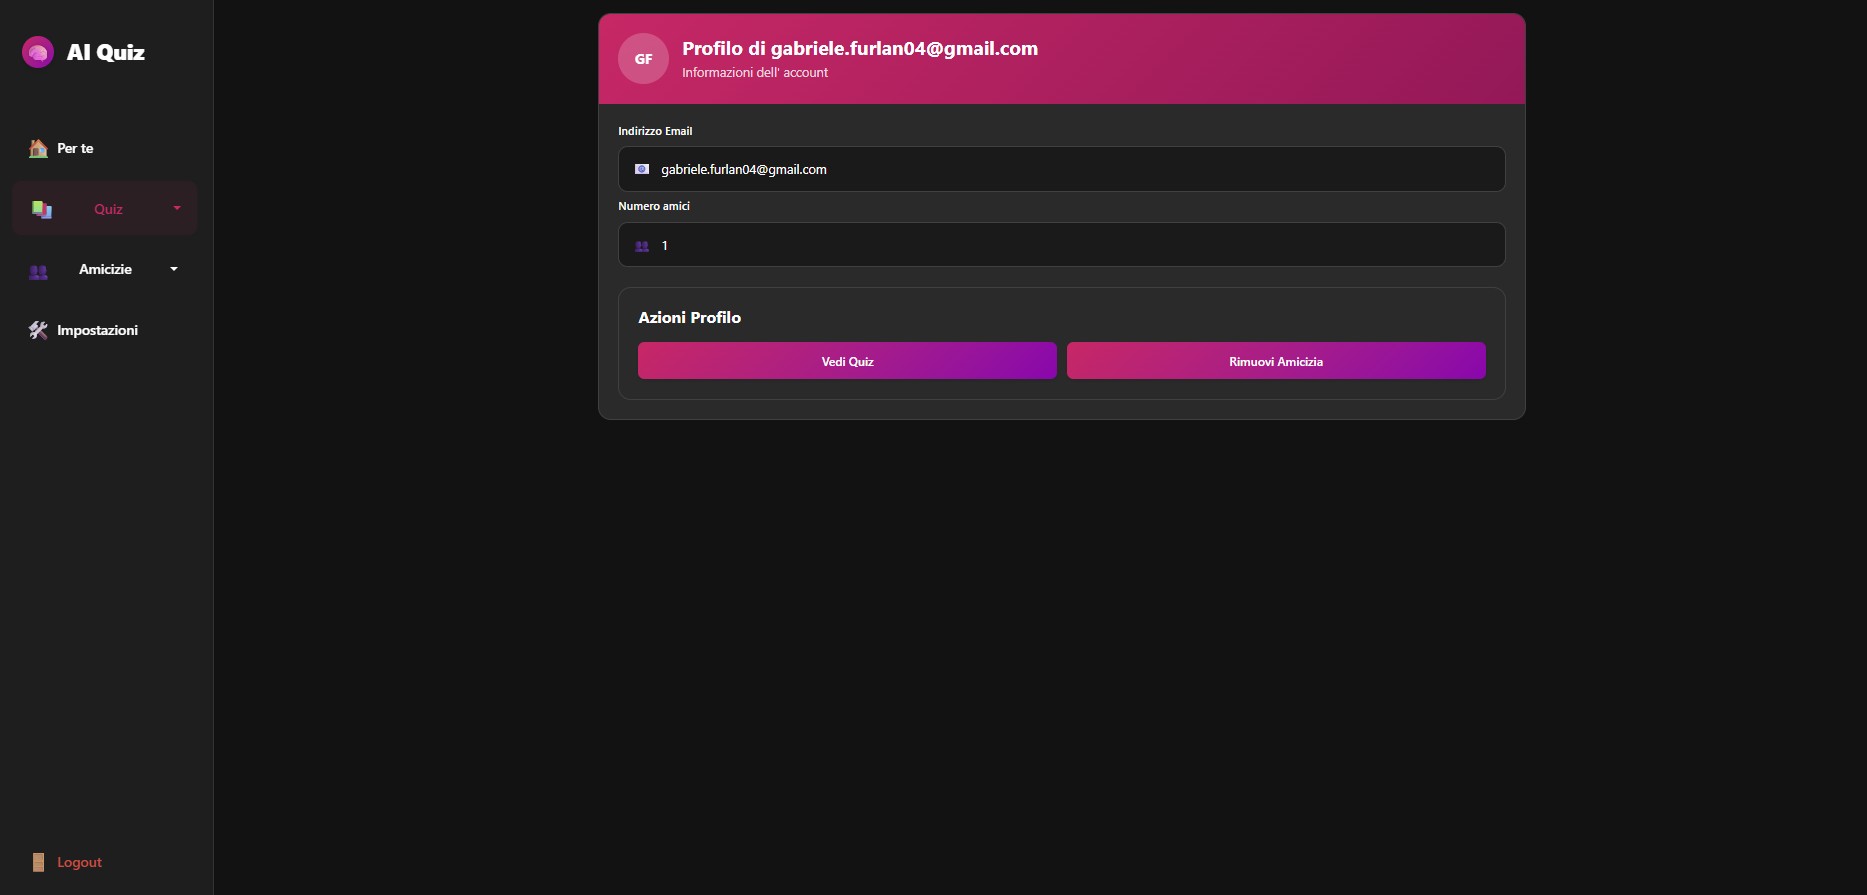 AI Quiz
Per te
Quiz
Amicizie
Impostazioni
Logout
GF
Profilo di gabriele.furlan04@gmail.com
Informazioni dell' account
Indirizzo Email
gabriele.furlan04@gmail.com
Numero amici
1
Azioni Profilo
Vedi Quiz
Rimuovi Amicizia